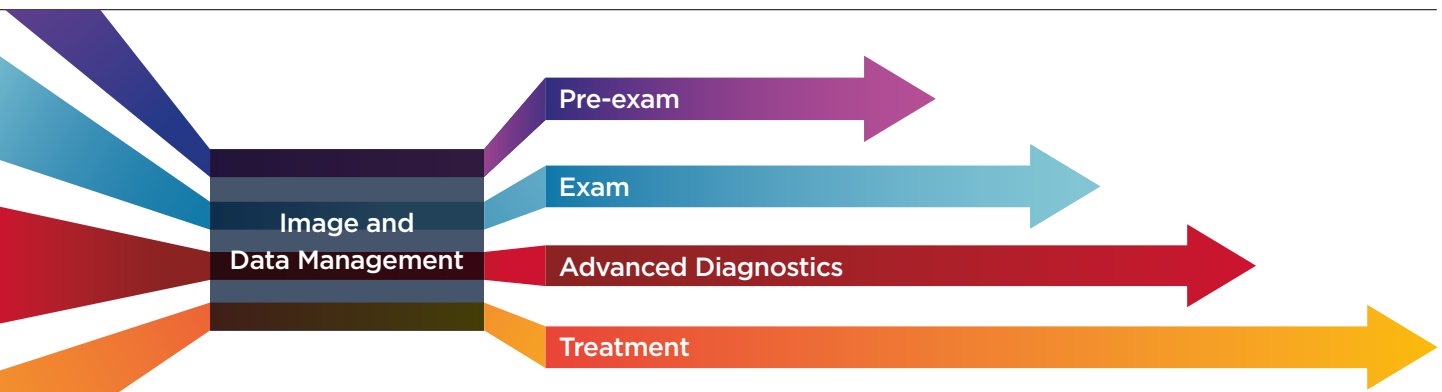 Pre-exam
Exam
Image and
Data Management
Advanced Diagnostics
Treatment